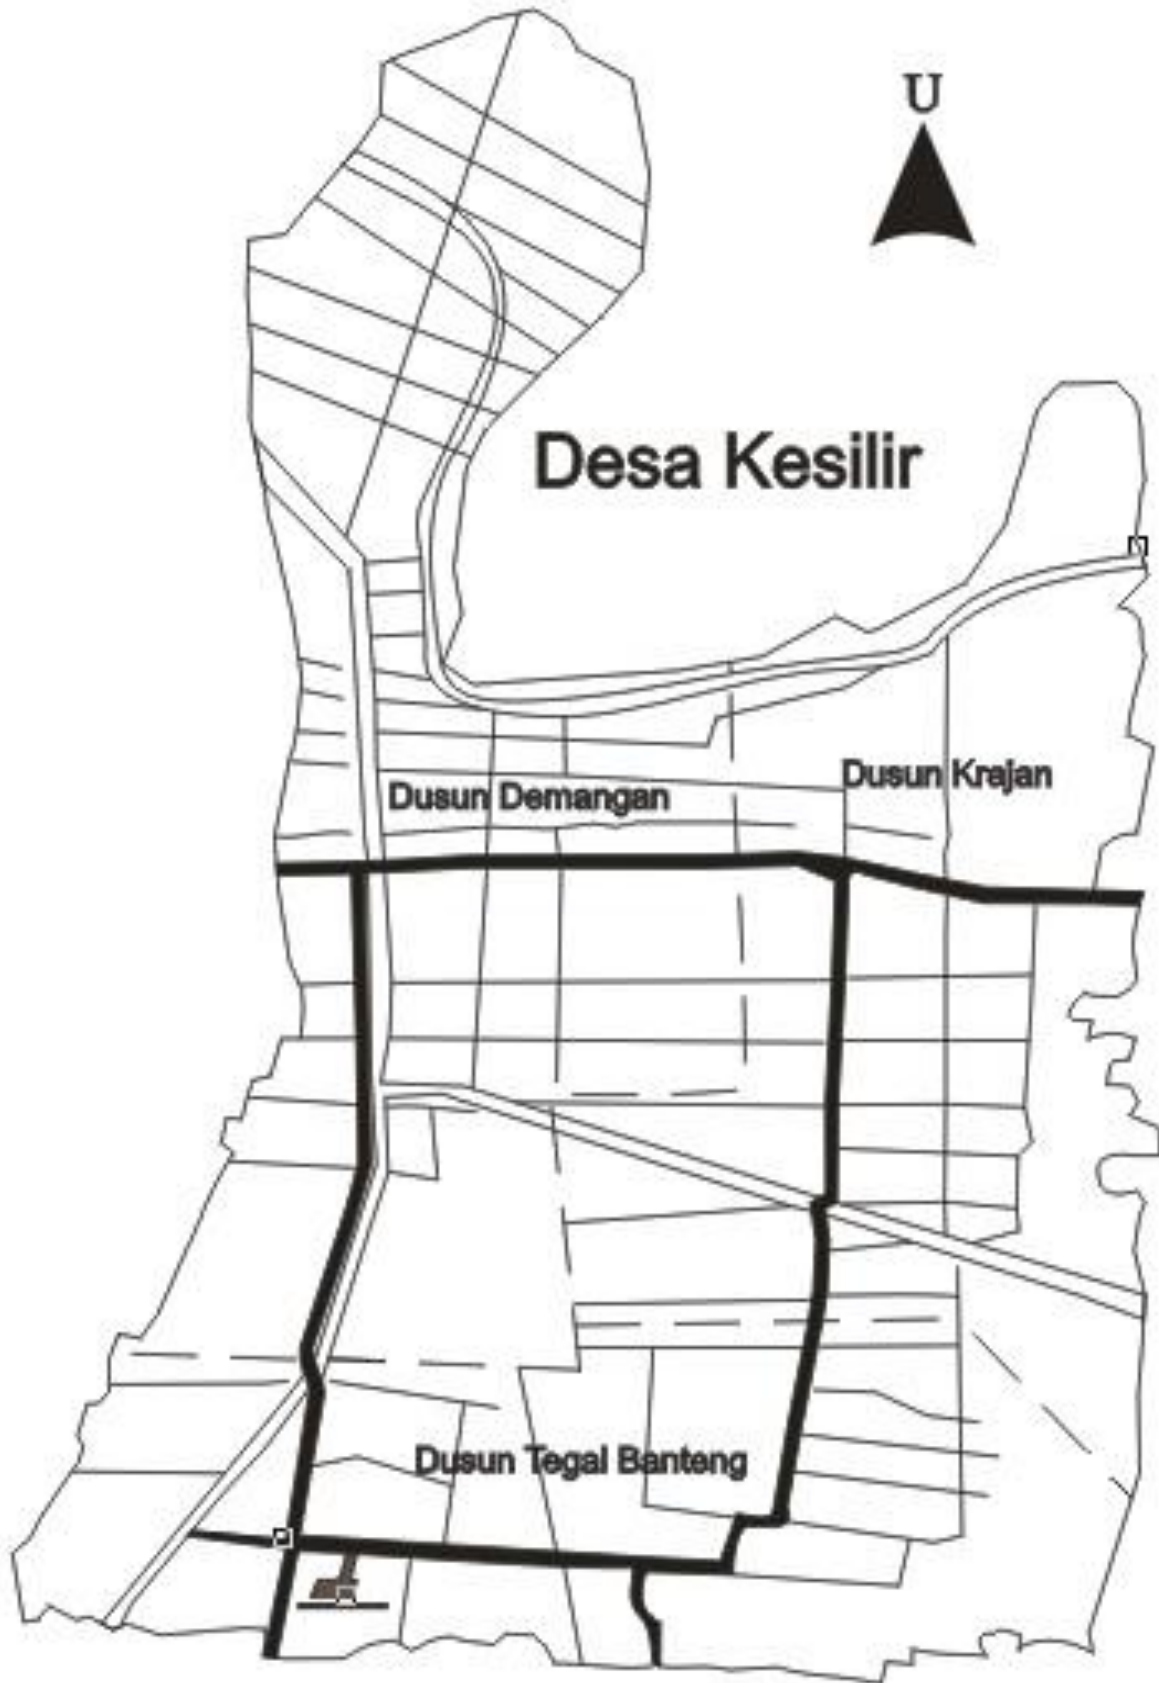 U
Desa Kesilir
Dusun Krajan
Dusun Demangan
Dusun Tegal Banteng